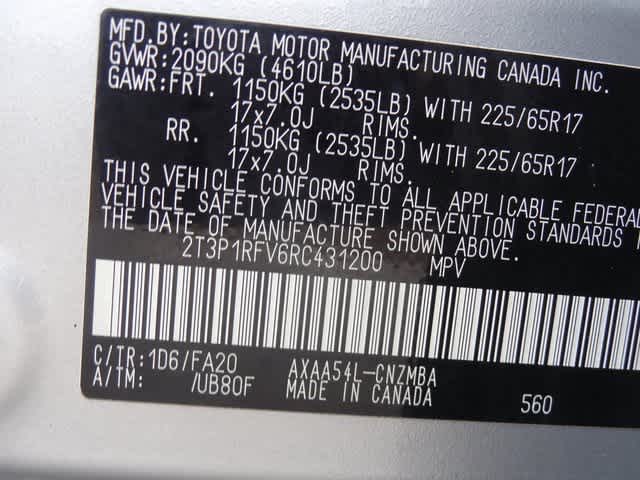 MFD.BY:TOYOTA MOTOR MANUFACTURING CANADA INC.
GVWR:2090KG (4610LB)
GAWR:FRT. 1150KG (2535LB) WITH 225/65R17
17x7.0J RIMS.
RR. 1150KG (2535LB) WITH 225/65R17
17x7.0J RIMS.
THIS VEHICLE CONFORMS TO ALL APPLICABLE FEDERAL
VEHICLE SAFETY AND THEFT PREVENTION STANDARDS
THE DATE OF MANUFACTURE SHOWN ABOVE.
2T3P1RFV6RC431200 MPV
C/TR:1D6/FA20 AXAA54L-CNZMBA
A/TM: /UB80F MADE IN CANADA 560